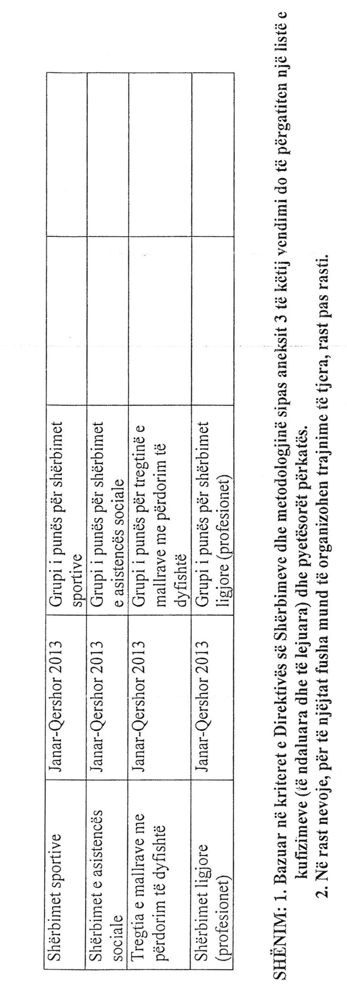 Shërbimet sportive
Janar-Qershor 2013
Grupi i punës për shërbimet
sportive
Shërbimet e asistencës
sociale
Janar-Qershor 2013
Grupi i punës për shërbimet
e asistencës sociale
Tregtia e mallrave me
përdorim të dyfishtë
Janar-Qershor 2013
Grupi i punës për tregtinë e
mallrave me përdorim të
dyfishtë
Shërbimet ligjore
(profesionet)
Janar-Qershor 2013
Grupi i punës për shërbimet
ligjore (profesionet)
SHËNIM: 1. Bazuar në kriteret e Direktivës së Shërbimeve dhe metodologjinë sipas aneksit 3 të këtij vendimi do të përgatiten një listë e
kufizimeve (të ndaluara dhe të lejuara) dhe pyetësorët përkatës.
2. Në rast nevoje, për të njëjtat fusha mund të organizohen trajnime të tjera, rast pas rasti.